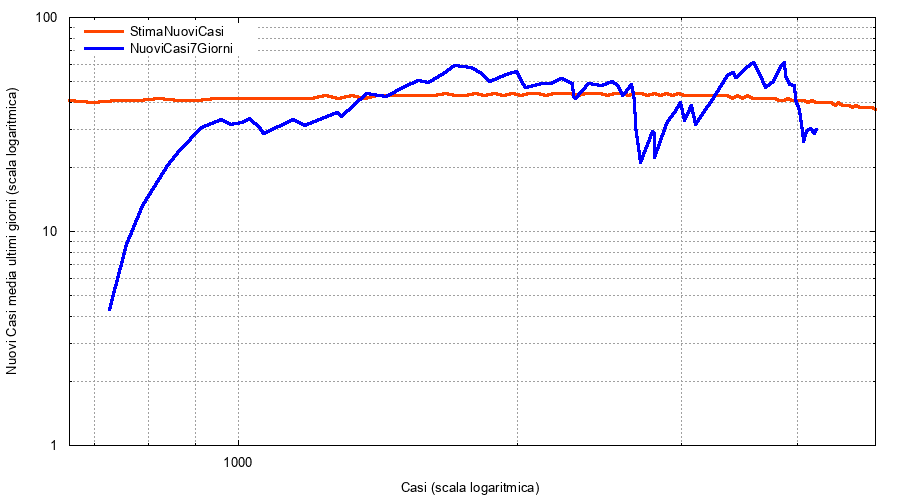 100
StimaNuoviCasi
NuoviCasi7Giorni
10
1
1000
Nuovi Casi media ultimi giorni (scala logaritmica)
Casi (scala logaritmica)